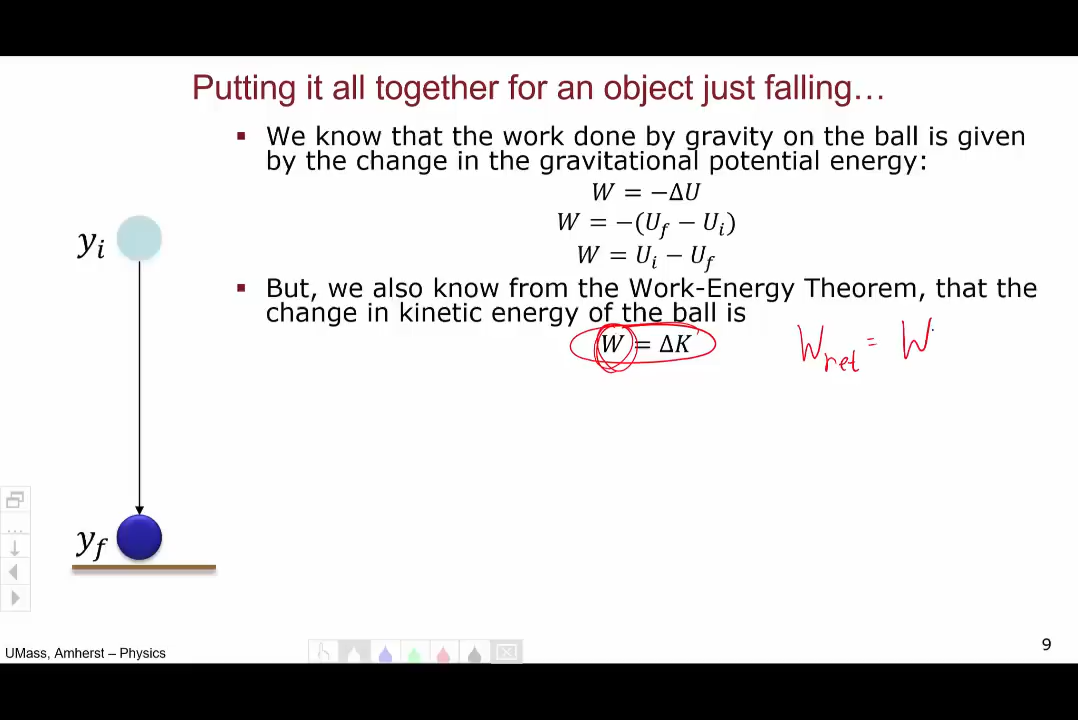 Putting it all together for an object just falling…
▪ We know that the work done by gravity on the ball is given
by the change in the gravitational potential energy:
W = −ΔU
W = −(U_f − U_i)
W = U_i − U_f
▪ But, we also know from the Work-Energy Theorem, that the
change in kinetic energy of the ball is
W = ΔK
W_net = W
y_i
y_f
UMass, Amherst – Physics
9